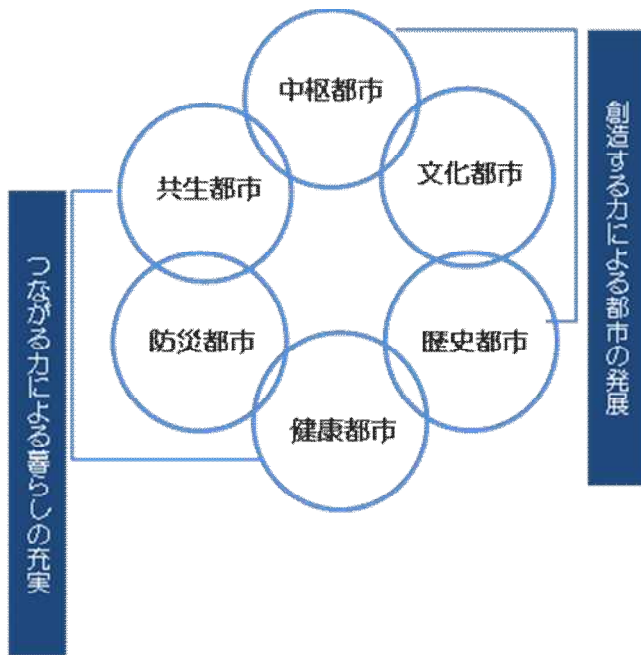 中枢都市
文化都市
共生都市
防災都市
歴史都市
健康都市
創造する力による都市の発展
つながる力による暮らしの充実